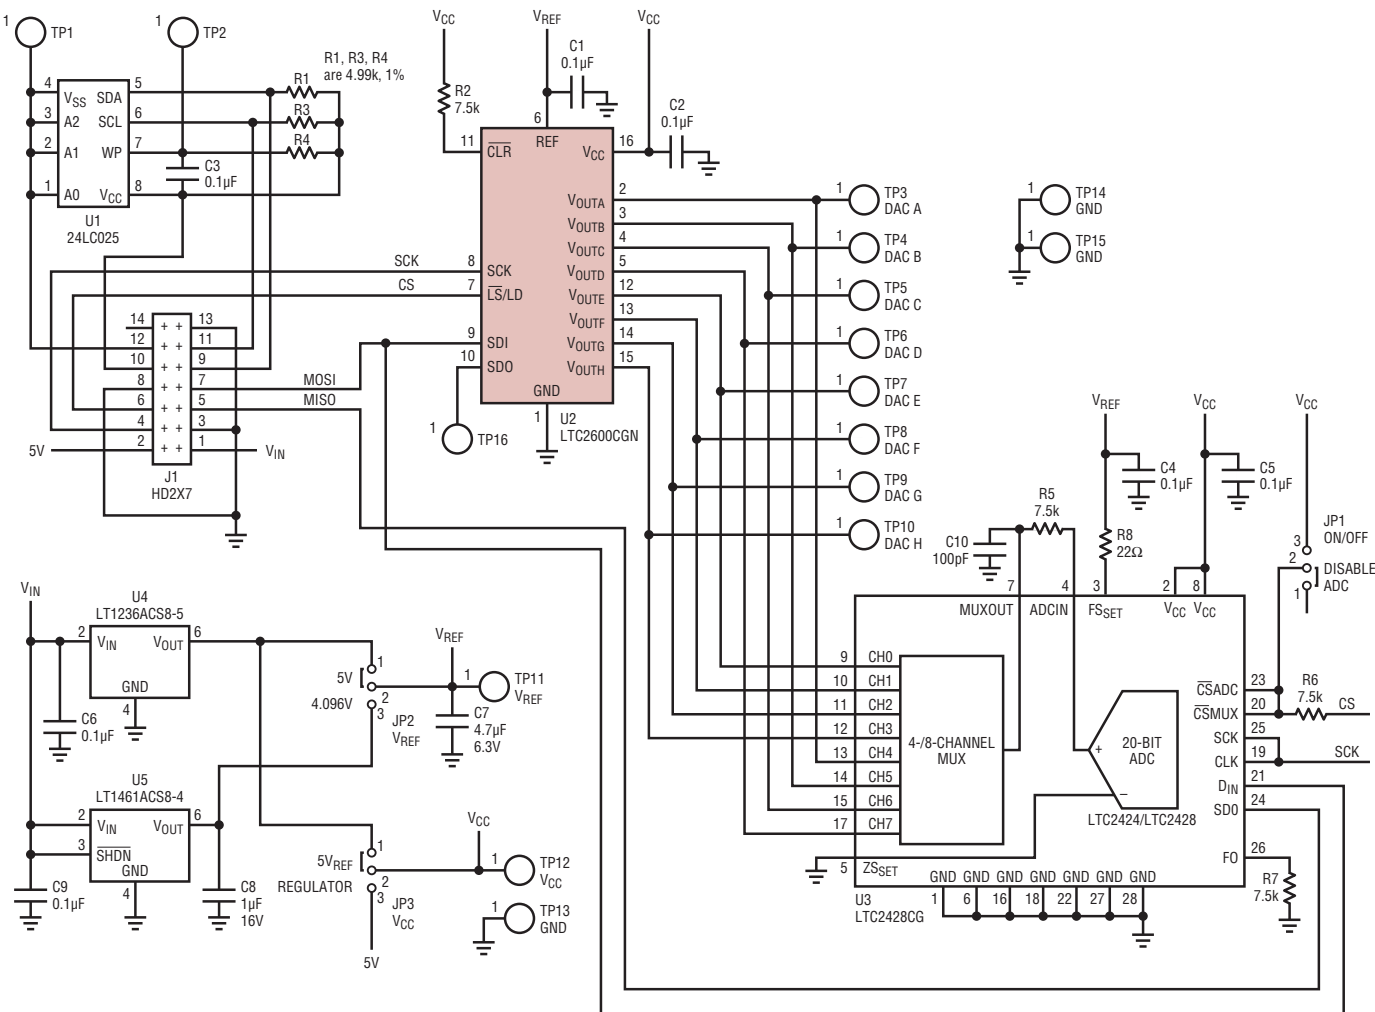 1 TP1
1 TP2
R1, R3, R4
are 4.99k, 1%
4 VSS SDA 5
3 A2 SCL 6
2 A1 WP 7
1 A0 VCC 8
U1
24LC025
R1
R3
R4
C3
0.1µF
VCC
R2
7.5k
VREF
C1
0.1µF
VCC
C2
0.1µF
6
REF
11 CLR
VCC 16
VOUTA 2
VOUTB 3
VOUTC 4
VOUTD 5
VOUTE 12
VOUTF 13
VOUTG 14
VOUTH 15
SCK 8 SCK
CS 7 LS/LD
9 SDI
10 SDO
GND
1
U2
LTC2600CGN
1 TP16
14 + + 13
12 + + 11
10 + + 9
8 + + 7 MOSI
6 + + 5 MISO
4 + + 3
5V 2 + + 1 VIN
J1
HD2X7
1 TP3
DAC A
1 TP4
DAC B
1 TP5
DAC C
1 TP6
DAC D
1 TP7
DAC E
1 TP8
DAC F
1 TP9
DAC G
1 TP10
DAC H
1 TP14
GND
1 TP15
GND
VREF
C4
0.1µF
R8
22Ω
VCC
C5
0.1µF
VCC
JP1
ON/OFF
3
2
1
DISABLE
ADC
R5
7.5k
C10
100pF
7 4 3 2 8
MUXOUT ADCIN FSSET VCC VCC
9 CH0
10 CH1
11 CH2
12 CH3
13 CH4
14 CH5
15 CH6
17 CH7
4-/8-CHANNEL
MUX
+
–
20-BIT
ADC
LTC2424/LTC2428
CSADC 23
CSMUX 20
SCK 25
CLK 19
DIN 21
SD0 24
FO 26
R6
7.5k
CS
SCK
R7
7.5k
5 ZSSET
GND GND GND GND GND GND GND
1 6 16 18 22 27 28
U3
LTC2428CG
VIN
U4
LT1236ACS8-5
2 VIN VOUT 6
GND
4
C6
0.1µF
U5
LT1461ACS8-4
2 VIN VOUT 6
3 SHDN
GND
4
C9
0.1µF
C8
1µF
16V
5V
4.096V
1
2
3
JP2
VREF
VREF
1 TP11
VREF
C7
4.7µF
6.3V
5VREF
REGULATOR
1
2
3
JP3
VCC
5V
VCC
1 TP12
VCC
1 TP13
GND